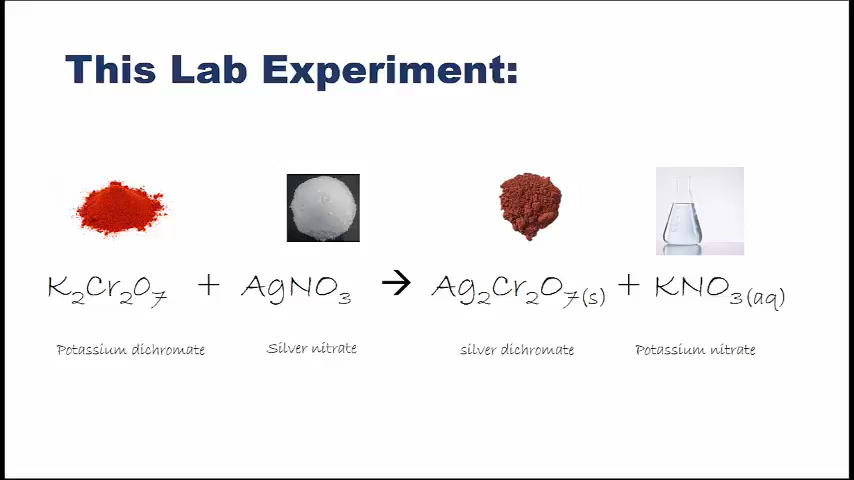 This Lab Experiment:
K₂Cr₂O₇ + AgNO₃ → Ag₂Cr₂O₇(s) + KNO₃(aq)
Potassium dichromate Silver nitrate silver dichromate Potassium nitrate